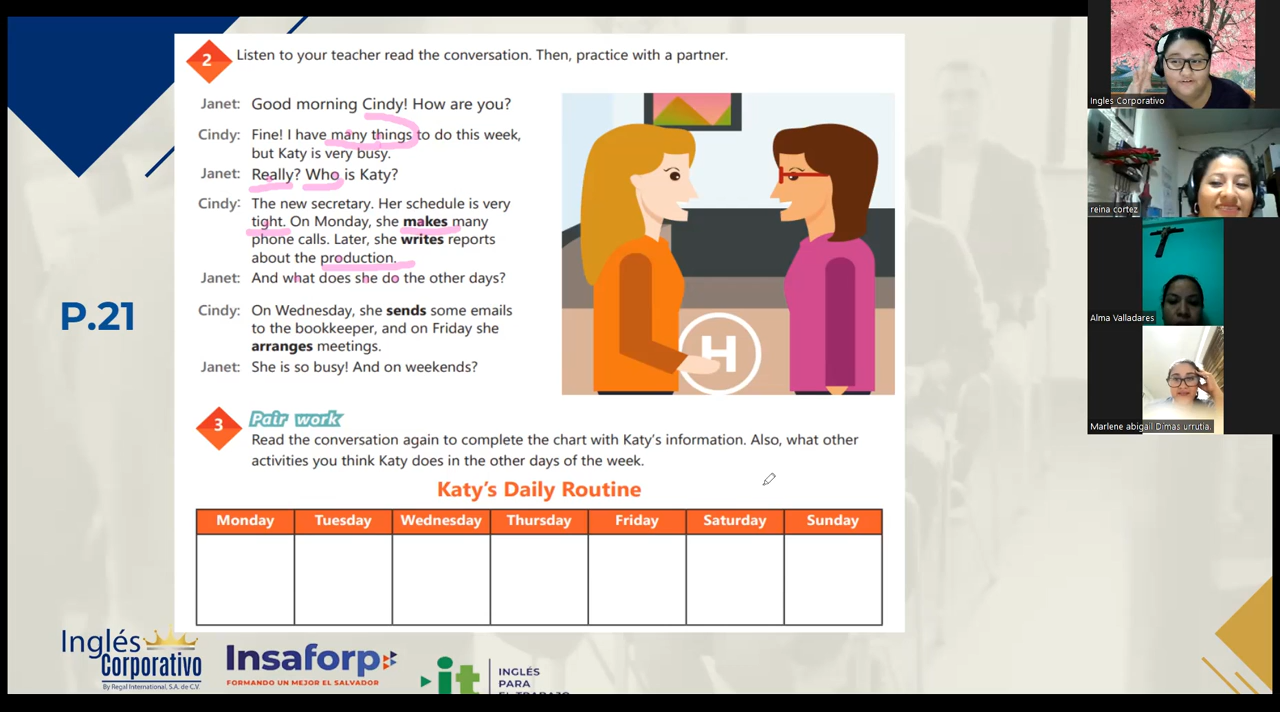 2
Listen to your teacher read the conversation. Then, practice with a partner.
Janet: Good morning Cindy! How are you?
Cindy: Fine! I have many things to do this week,
but Katy is very busy.
Janet: Really? Who is Katy?
Cindy: The new secretary. Her schedule is very
tight. On Monday, she makes many
phone calls. Later, she writes reports
about the production.
Janet: And what does she do the other days?
Cindy: On Wednesday, she sends some emails
to the bookkeeper, and on Friday she
arranges meetings.
Janet: She is so busy! And on weekends?
P.21
H
3
Pair work
Read the conversation again to complete the chart with Katy's information. Also, what other
activities you think Katy does in the other days of the week.
Katy's Daily Routine
Monday Tuesday Wednesday Thursday Friday Saturday Sunday
Inglés
Corporativo
By Regal International, S.A. de C.V.
Insaforp
FORMANDO UN MEJOR EL SALVADOR
it
INGLÉS
PARA
EL TRABAJO
Ingles Corporativo
reina cortez
Alma Valladares
Marlene abigail Dimas urrutia.